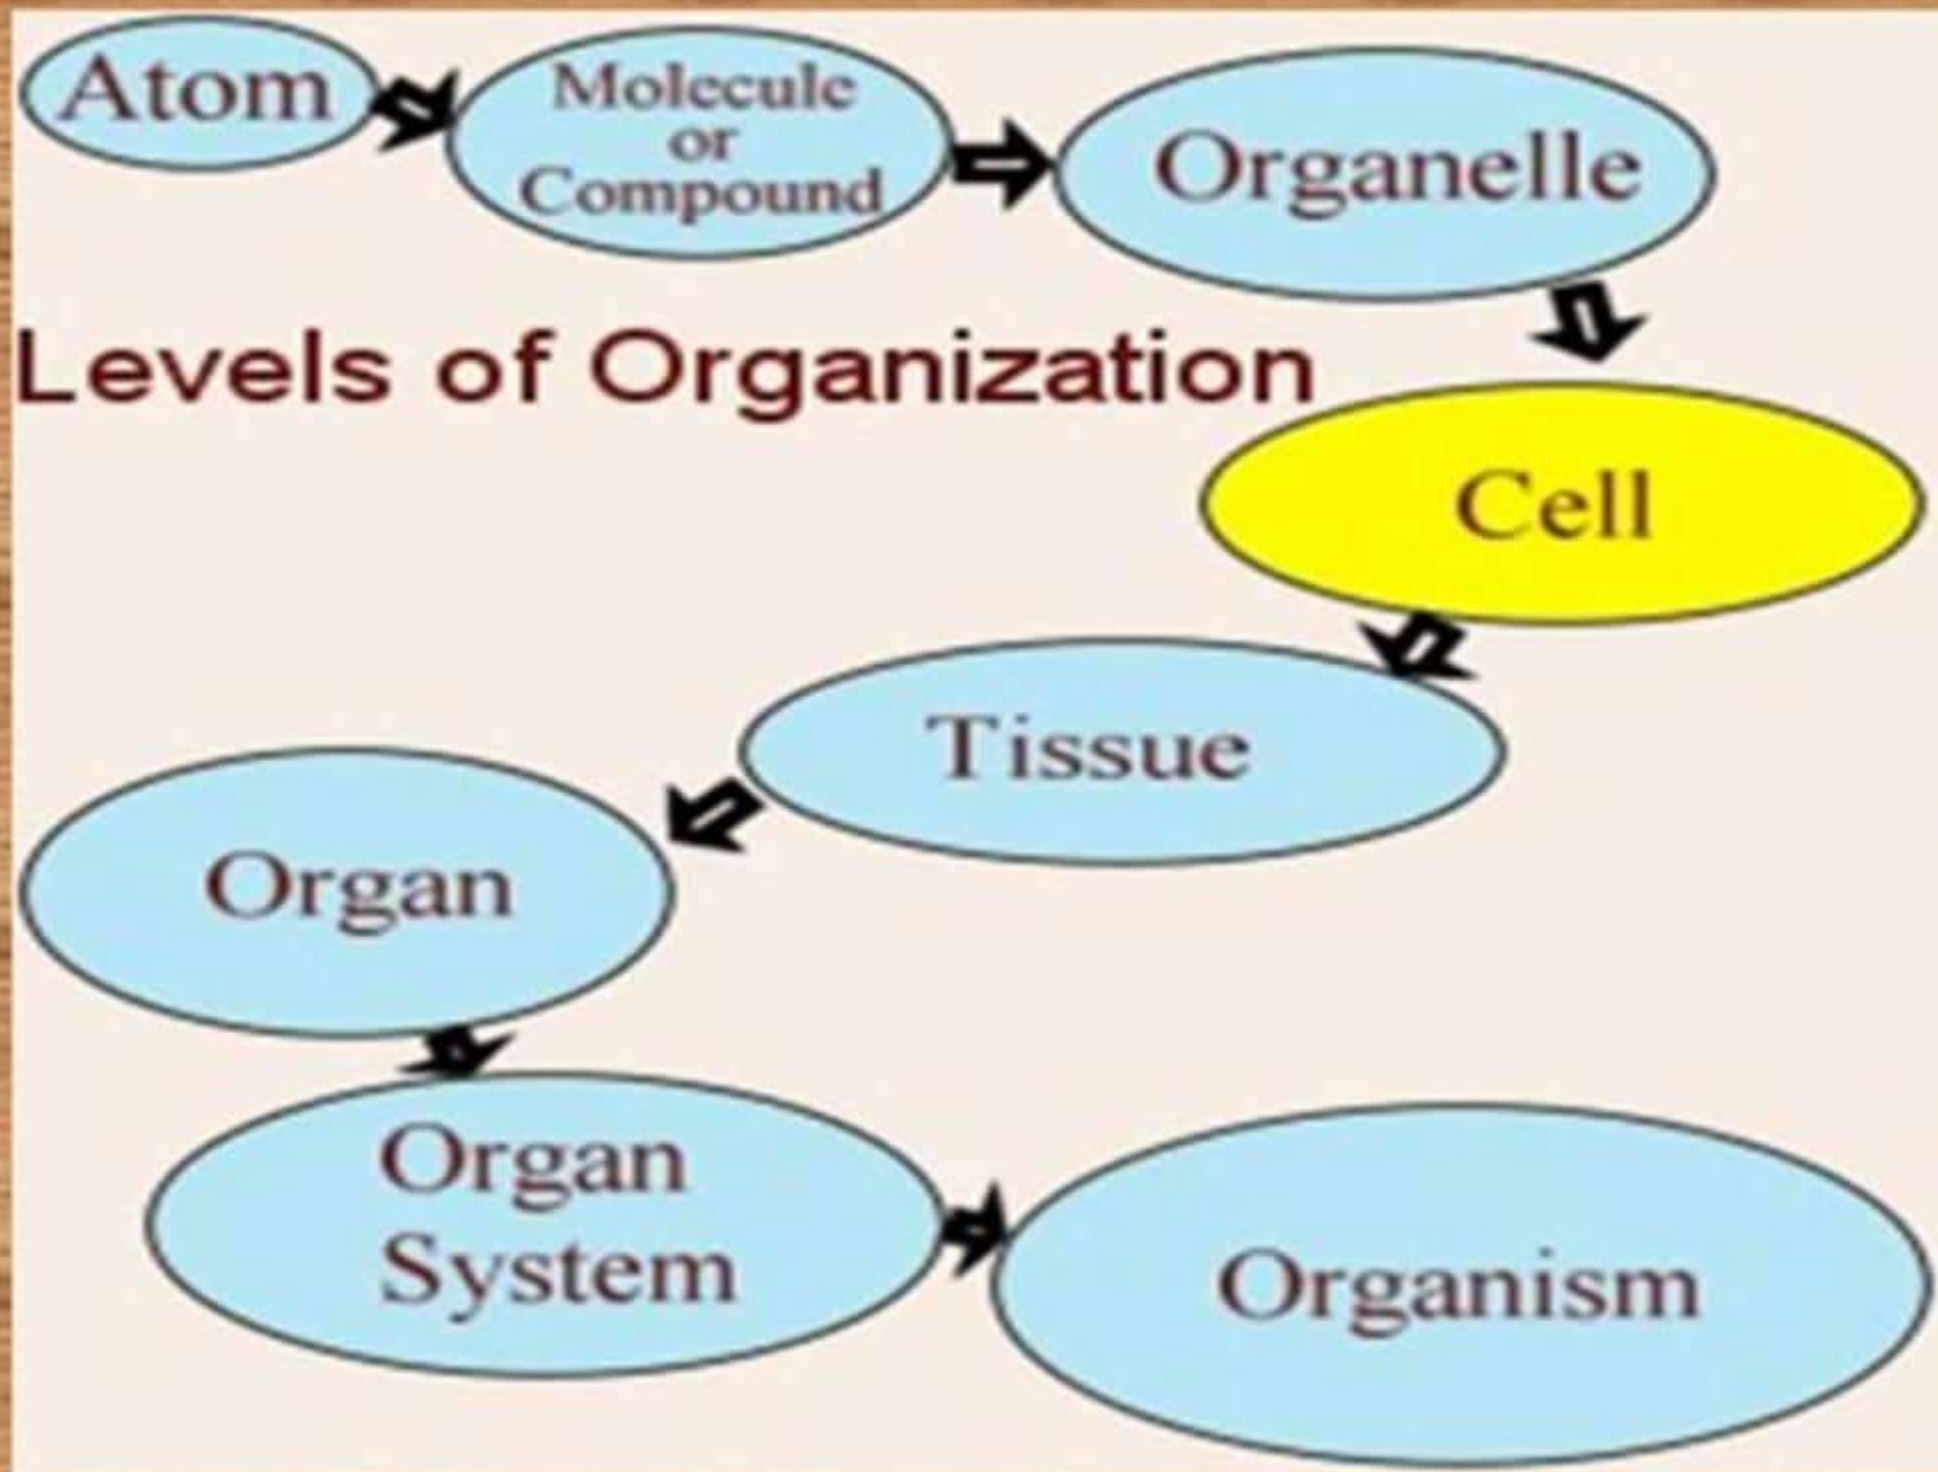 Atom
Molecule
or
Compound
Organelle
Levels of Organization
Cell
Tissue
Organ
Organ
System
Organism